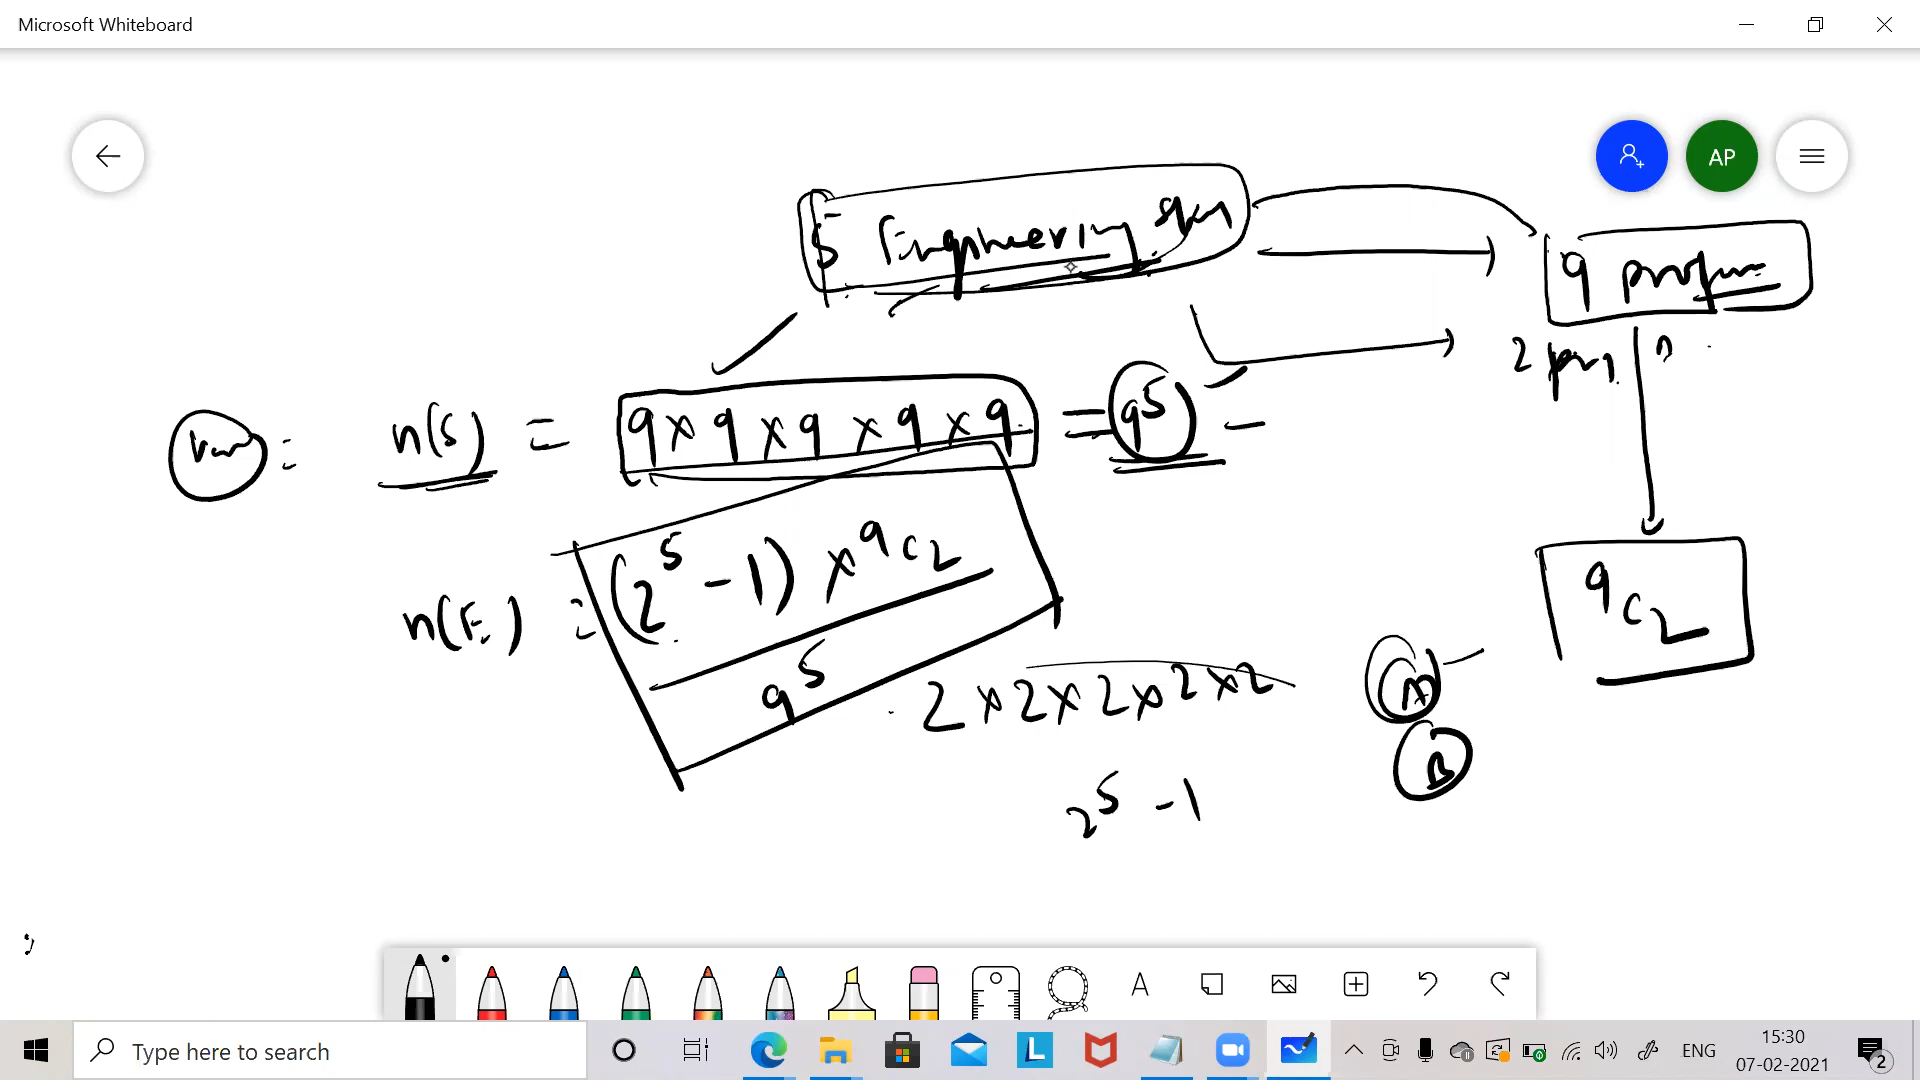 Microsoft Whiteboard
AP
5 Engineering
9
2
n(S) = 9 x 9 x 9 x 9 x 9 = 9^5 -
n(E) = (2^5 - 1) x 9C2
9^5
9C2
2 x 2 x 2 x 2 x 2
A
B
2^5 - 1
A
Type here to search
L
ENG
15:30
07-02-2021
2